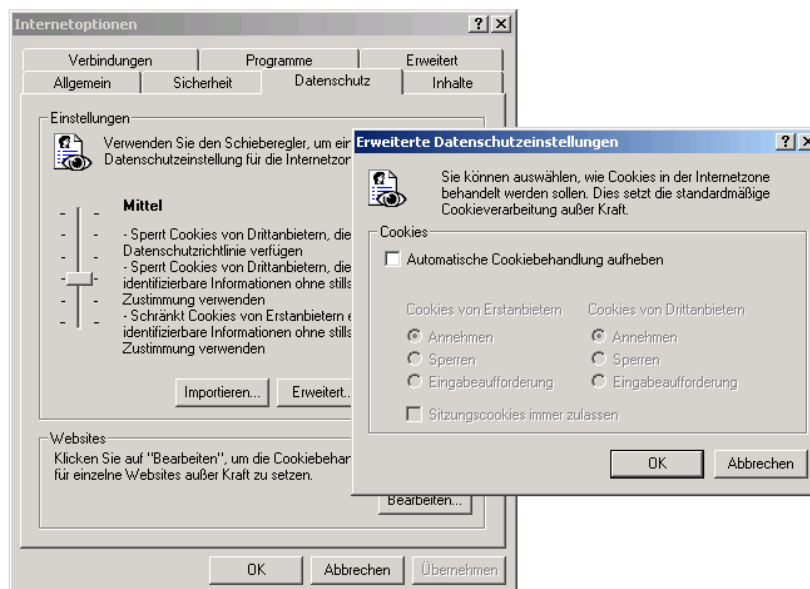 Internetoptionen
Verbindungen Programme Erweitert
Allgemein Sicherheit Datenschutz Inhalte
Einstellungen
Verwenden Sie den Schieberegler, um
Datenschutzeinstellung für die
Mittel
- Sperrt Cookies von Drittanbietern, die
Datenschutzrichtlinie verfügen
- Sperrt Cookies von Drittanbietern, die
identifizierbare Informationen ohne
Zustimmung verwenden
- Schränkt Cookies von Erstanbietern
identifizierbare Informationen ohne
Zustimmung verwenden
Importieren... Erweitert..
Websites
Klicken Sie auf "Bearbeiten", um die
für einzelne Websites außer Kraft zu setzen.
Bearbeiten...
OK Abbrechen Übernehmen
Erweiterte Datenschutzeinstellungen
Sie können auswählen, wie Cookies in der Internetzone
behandelt werden sollen. Dies setzt die standardmäßige
Cookieverarbeitung außer Kraft.
Cookies
Automatische Cookiebehandlung aufheben
Cookies von Erstanbietern Cookies von Drittanbietern
Annehmen Annehmen
Sperren Sperren
Eingabeaufforderung Eingabeaufforderung
Sitzungscookies immer zulassen
OK Abbrechen